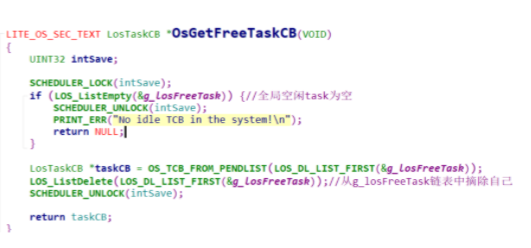 LITE_OS_SEC_TEXT LosTaskCB *OsGetFreeTaskCB(VOID)
{
    UINT32 intSave;
    SCHEDULER_LOCK(intSave);
    if (LOS_ListEmpty(&g_losFreeTask)) {//全局空闲task为空
        SCHEDULER_UNLOCK(intSave);
        PRINT_ERR("No idle TCB in the system!\n");
        return NULL;
    }
    LosTaskCB *taskCB = OS_TCB_FROM_PENDLIST(LOS_DL_LIST_FIRST(&g_losFreeTask));
    LOS_ListDelete(LOS_DL_LIST_FIRST(&g_losFreeTask));//从g_losFreeTask链表中摘除自己
    SCHEDULER_UNLOCK(intSave);
    return taskCB;
}